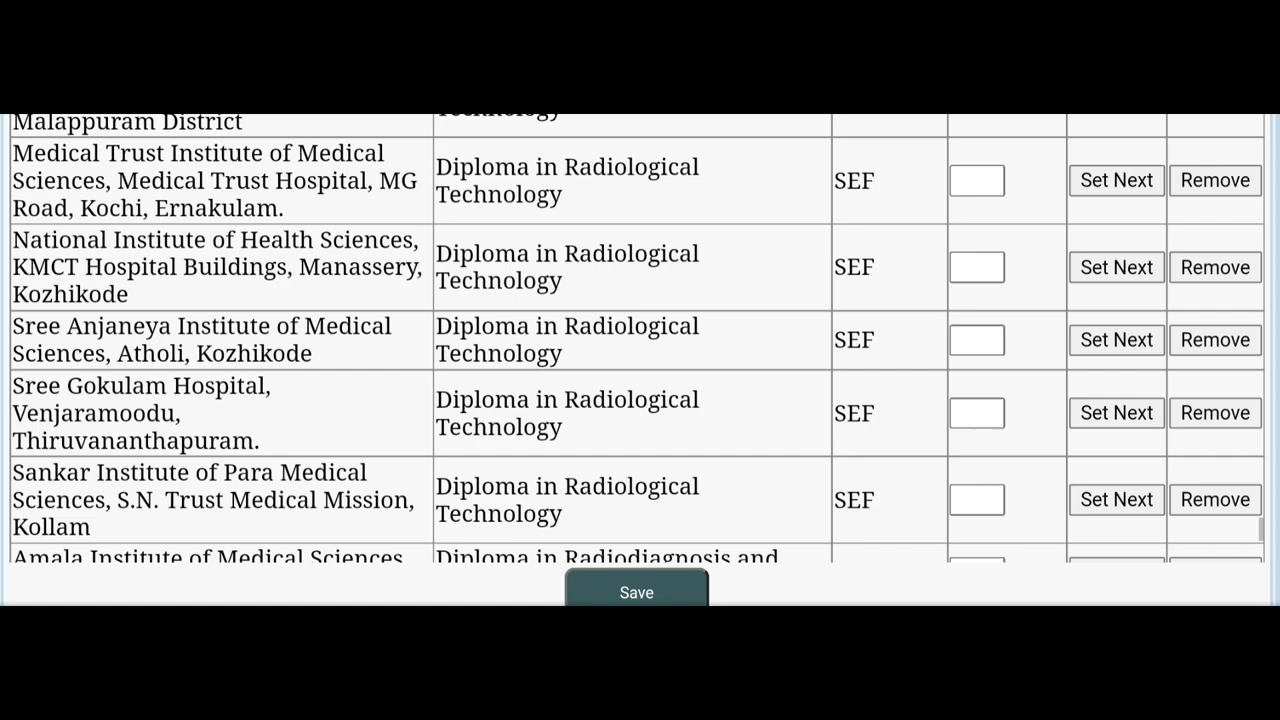 Malappuram District
Technology
Medical Trust Institute of Medical
Sciences, Medical Trust Hospital, MG
Road, Kochi, Ernakulam.
Diploma in Radiological
Technology
SEF
Set Next
Remove
National Institute of Health Sciences,
KMCT Hospital Buildings, Manassery,
Kozhikode
Diploma in Radiological
Technology
SEF
Set Next
Remove
Sree Anjaneya Institute of Medical
Sciences, Atholi, Kozhikode
Diploma in Radiological
Technology
SEF
Set Next
Remove
Sree Gokulam Hospital,
Venjaramoodu,
Thiruvananthapuram.
Diploma in Radiological
Technology
SEF
Set Next
Remove
Sankar Institute of Para Medical
Sciences, S.N. Trust Medical Mission,
Kollam
Diploma in Radiological
Technology
SEF
Set Next
Remove
Amala Institute of Medical Sciences
Diploma in Radiodiagnosis and
Save